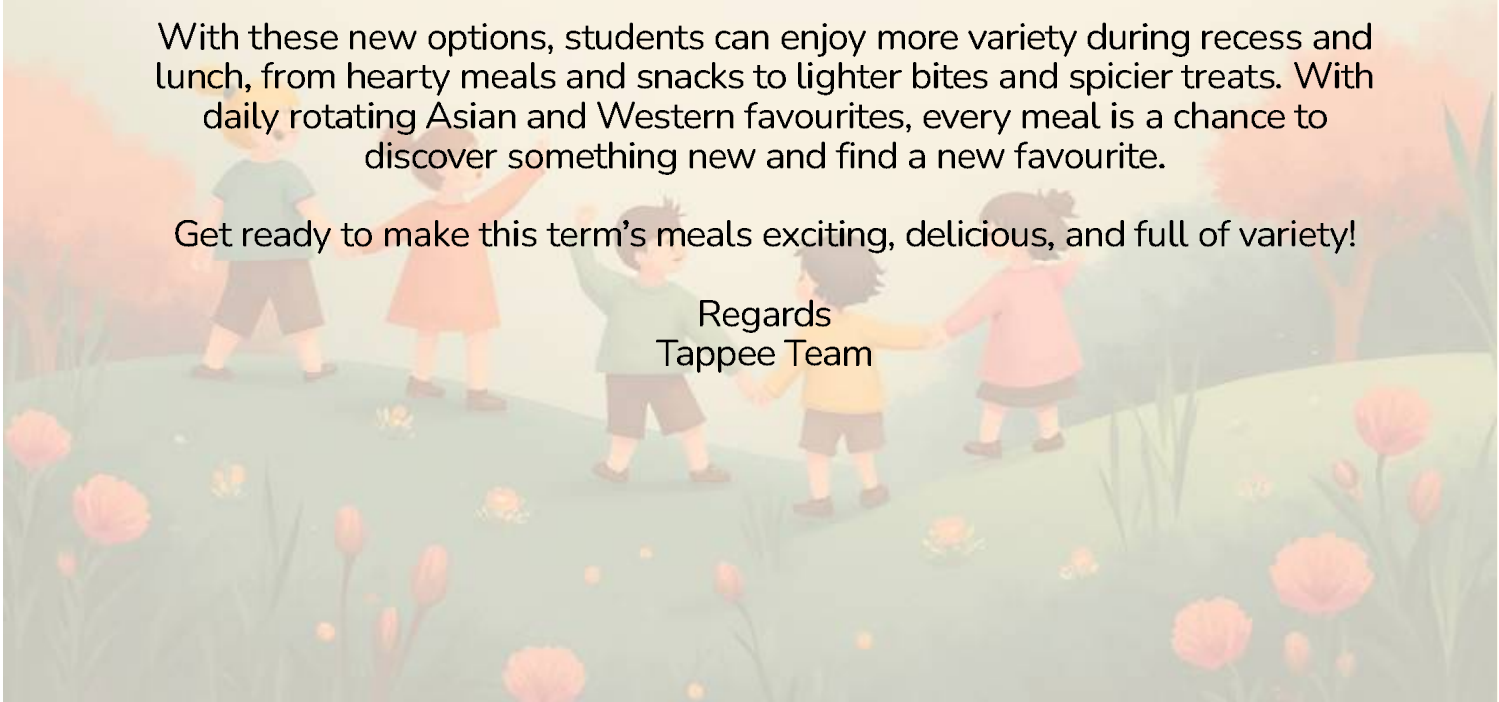 With these new options, students can enjoy more variety during recess and
lunch, from hearty meals and snacks to lighter bites and spicier treats. With
daily rotating Asian and Western favourites, every meal is a chance to
discover something new and find a new favourite.
Get ready to make this term's meals exciting, delicious, and full of variety!
Regards
Tappee Team